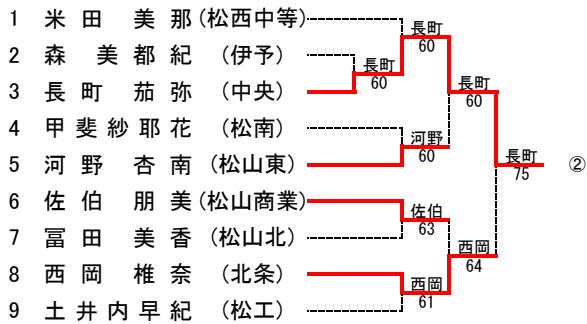 1 米田 美那 (松西中等)
2 森 美都紀 (伊予)
3 長町 茄弥 (中央)
4 甲斐紗耶花 (松南)
5 河野 杏南 (松山東)
6 佐伯 朋美 (松山商業)
7 冨田 美香 (松山北)
8 西岡 椎奈 (北条)
9 土井内早紀 (松工)
長町
60
長町
60
長町
60
河野
60
長町
75
②
佐伯
63
西岡
64
西岡
61